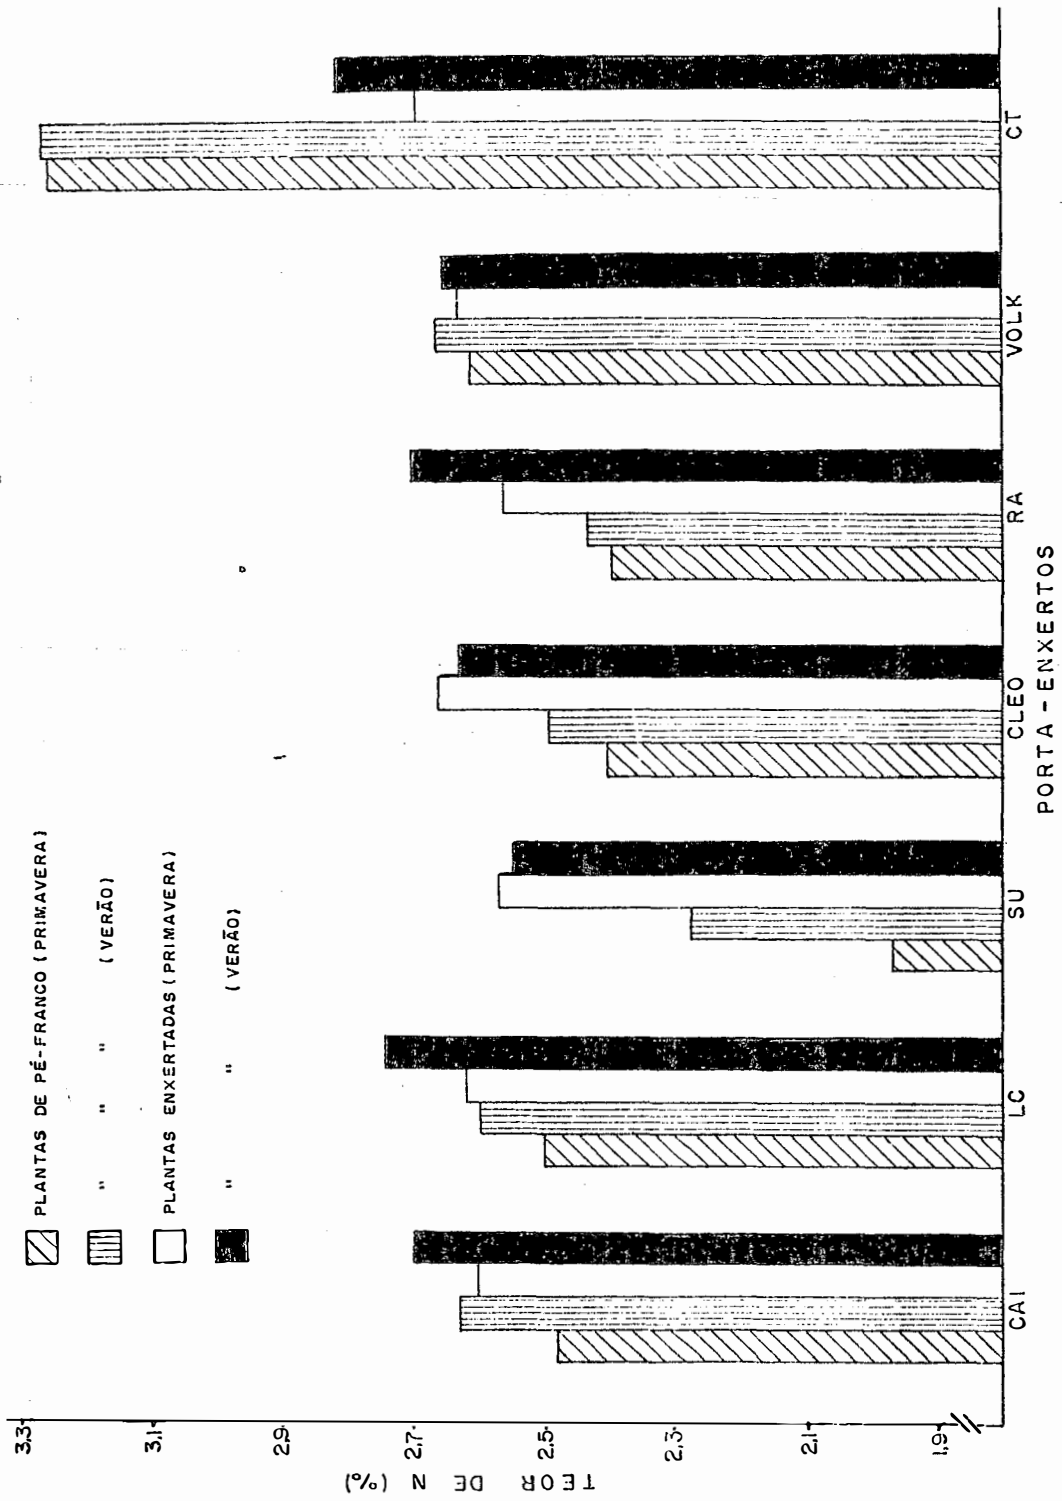 PLANTAS DE PÉ-FRANCO (PRIMAVERA)
" " " (VERÃO)
PLANTAS ENXERTADAS (PRIMAVERA)
" " (VERÃO)
TEOR DE N (%)
3.3
3.1
2.9
2.7
2.5
2.3
2.1
1.9
CAI LC SU CLEO RA VOLK CT
PORTA-ENXERTOS